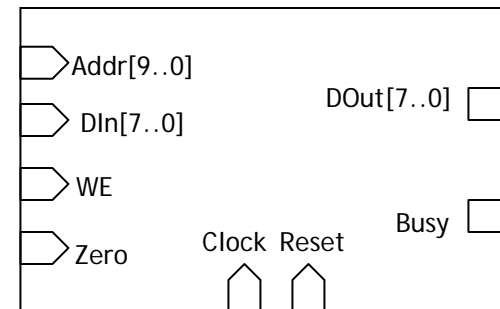 Addr[9..0]
DIn[7..0]
DOut[7..0]
WE
Zero
Clock Reset
Busy